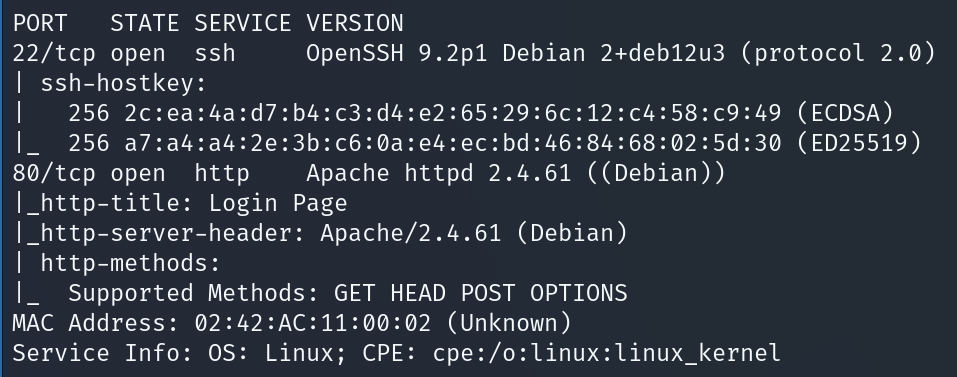 PORT   STATE SERVICE VERSION
22/tcp open  ssh     OpenSSH 9.2p1 Debian 2+deb12u3 (protocol 2.0)
| ssh-hostkey:
|   256 2c:ea:4a:d7:b4:c3:d4:e2:65:29:6c:12:c4:58:c9:49 (ECDSA)
|_  256 a7:a4:a4:2e:3b:c6:0a:e4:ec:bd:46:84:68:02:5d:30 (ED25519)
80/tcp open  http    Apache httpd 2.4.61 ((Debian))
|_http-title: Login Page
|_http-server-header: Apache/2.4.61 (Debian)
| http-methods:
|_  Supported Methods: GET HEAD POST OPTIONS
MAC Address: 02:42:AC:11:00:02 (Unknown)
Service Info: OS: Linux; CPE: cpe:/o:linux:linux_kernel